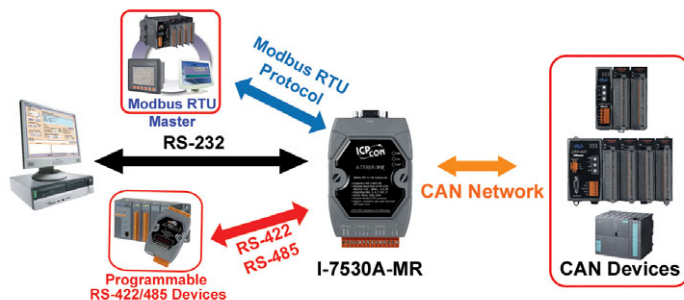 Modbus RTU
Master
Modbus RTU
Protocol
RS-232
ICP
CON
I-7530A-MR
CAN Network
CAN Devices
RS-422
RS-485
Programmable
RS-422/485 Devices